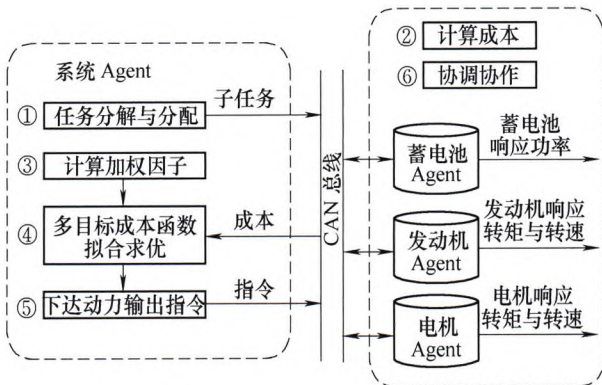 系统 Agent
① 任务分解与分配
子任务
③ 计算加权因子
④ 多目标成本函数
拟合求优
成本
⑤ 下达动力输出指令
指令
CAN 总线
② 计算成本
⑥ 协调协作
蓄电池
Agent
蓄电池
响应功率
发动机
Agent
发动机响应
转矩与转速
电机
Agent
电机响应
转矩与转速